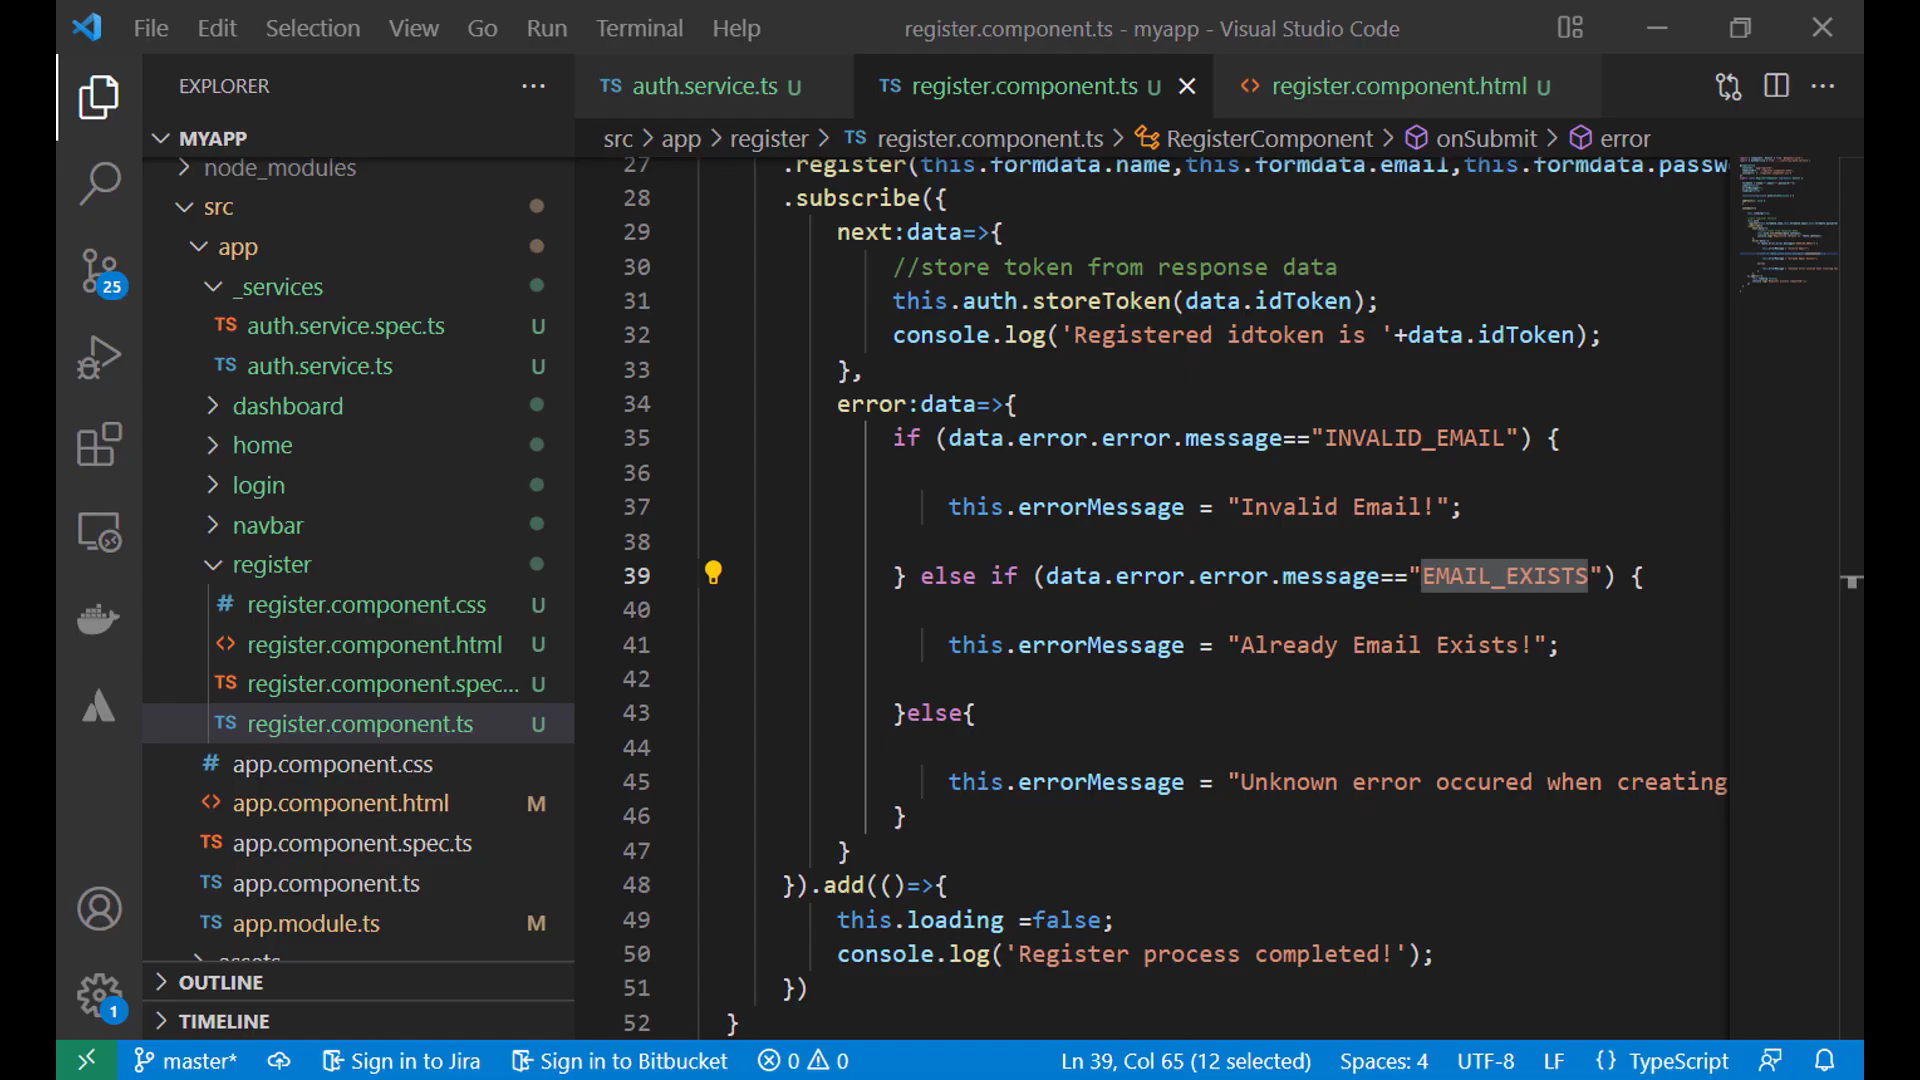 File Edit Selection View Go Run Terminal Help register.component.ts - myapp - Visual Studio Code
EXPLORER
TS auth.service.ts U
TS register.component.ts U
<> register.component.html U
MYAPP
src > app > register > TS register.component.ts > RegisterComponent > onSubmit > error
node_modules
src
app
_services
TS auth.service.spec.ts U
TS auth.service.ts U
dashboard
home
login
navbar
register
# register.component.css U
<> register.component.html U
TS register.component.spec... U
TS register.component.ts U
# app.component.css
<> app.component.html M
TS app.component.spec.ts
TS app.component.ts
TS app.module.ts M
assets
OUTLINE
TIMELINE
25
1
27 .register(this.formdata.name,this.formdata.email,this.formdata.passw
28 .subscribe({
29 next:data=>{
30 //store token from response data
31 this.auth.storeToken(data.idToken);
32 console.log('Registered idtoken is '+data.idToken);
33 },
34 error:data=>{
35 if (data.error.error.message=="INVALID_EMAIL") {
36
37 this.errorMessage = "Invalid Email!";
38
39 } else if (data.error.error.message=="EMAIL_EXISTS") {
40
41 this.errorMessage = "Already Email Exists!";
42
43 }else{
44
45 this.errorMessage = "Unknown error occured when creating
46 }
47 }
48 }).add(()=>{
49 this.loading =false;
50 console.log('Register process completed!');
51 })
52 }
master* Sign in to Jira Sign in to Bitbucket 0 0 Ln 39, Col 65 (12 selected) Spaces: 4 UTF-8 LF {} TypeScript